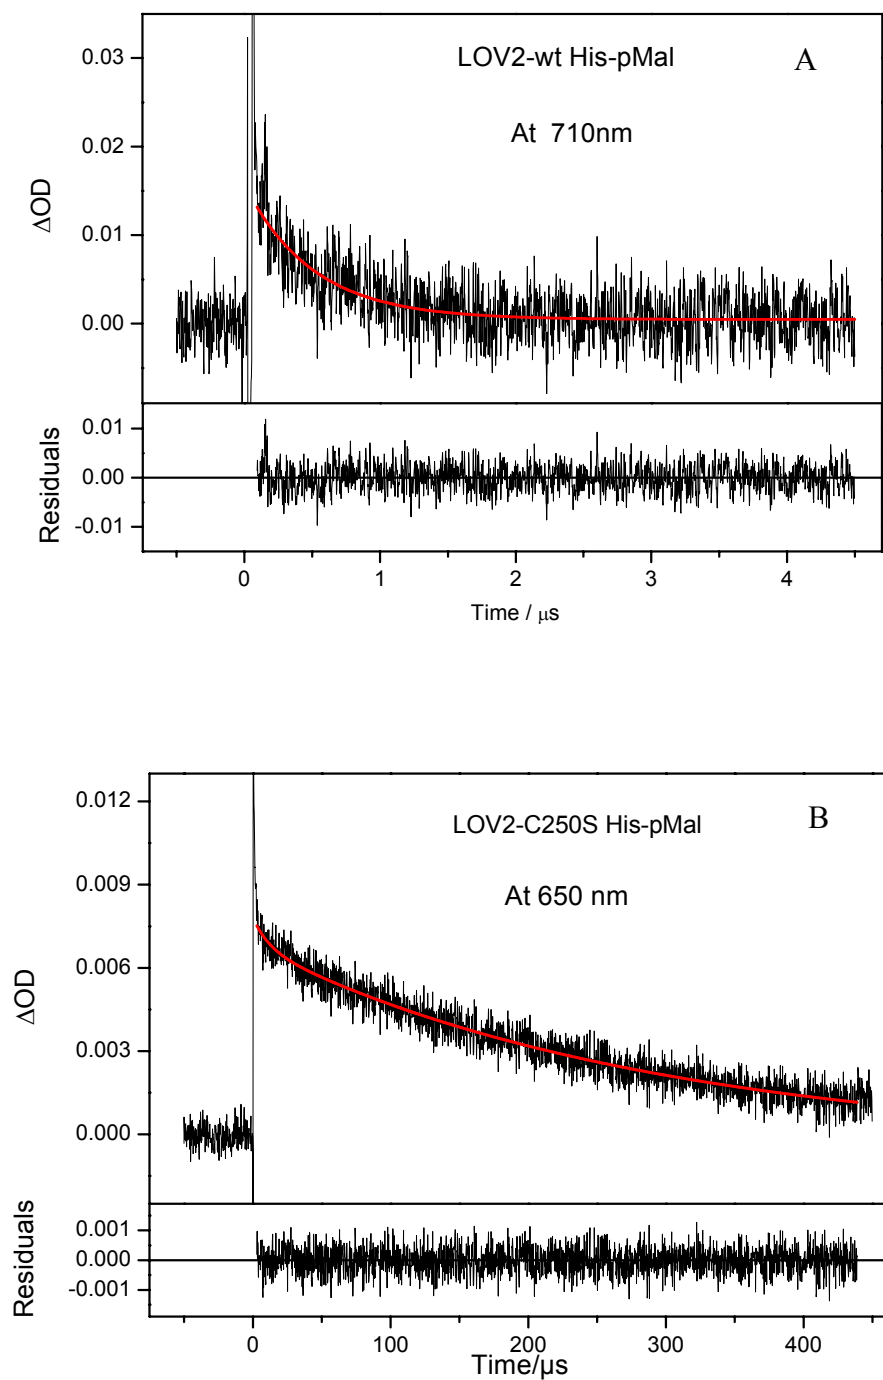 LOV2-wt His-pMal
A
At 710nm
ΔOD
0.03
0.02
0.01
0.00
Residuals
0.01
0.00
-0.01
0
1
2
3
4
Time / μs
LOV2-C250S His-pMal
B
At 650 nm
ΔOD
0.012
0.009
0.006
0.003
0.000
Residuals
0.001
0.000
-0.001
0
100
200
300
400
Time/μs